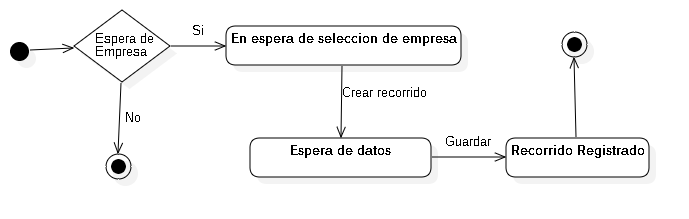 Si
Espera de
Empresa
En espera de seleccion de empresa
Crear recorrido
No
Espera de datos
Guardar
Recorrido Registrado